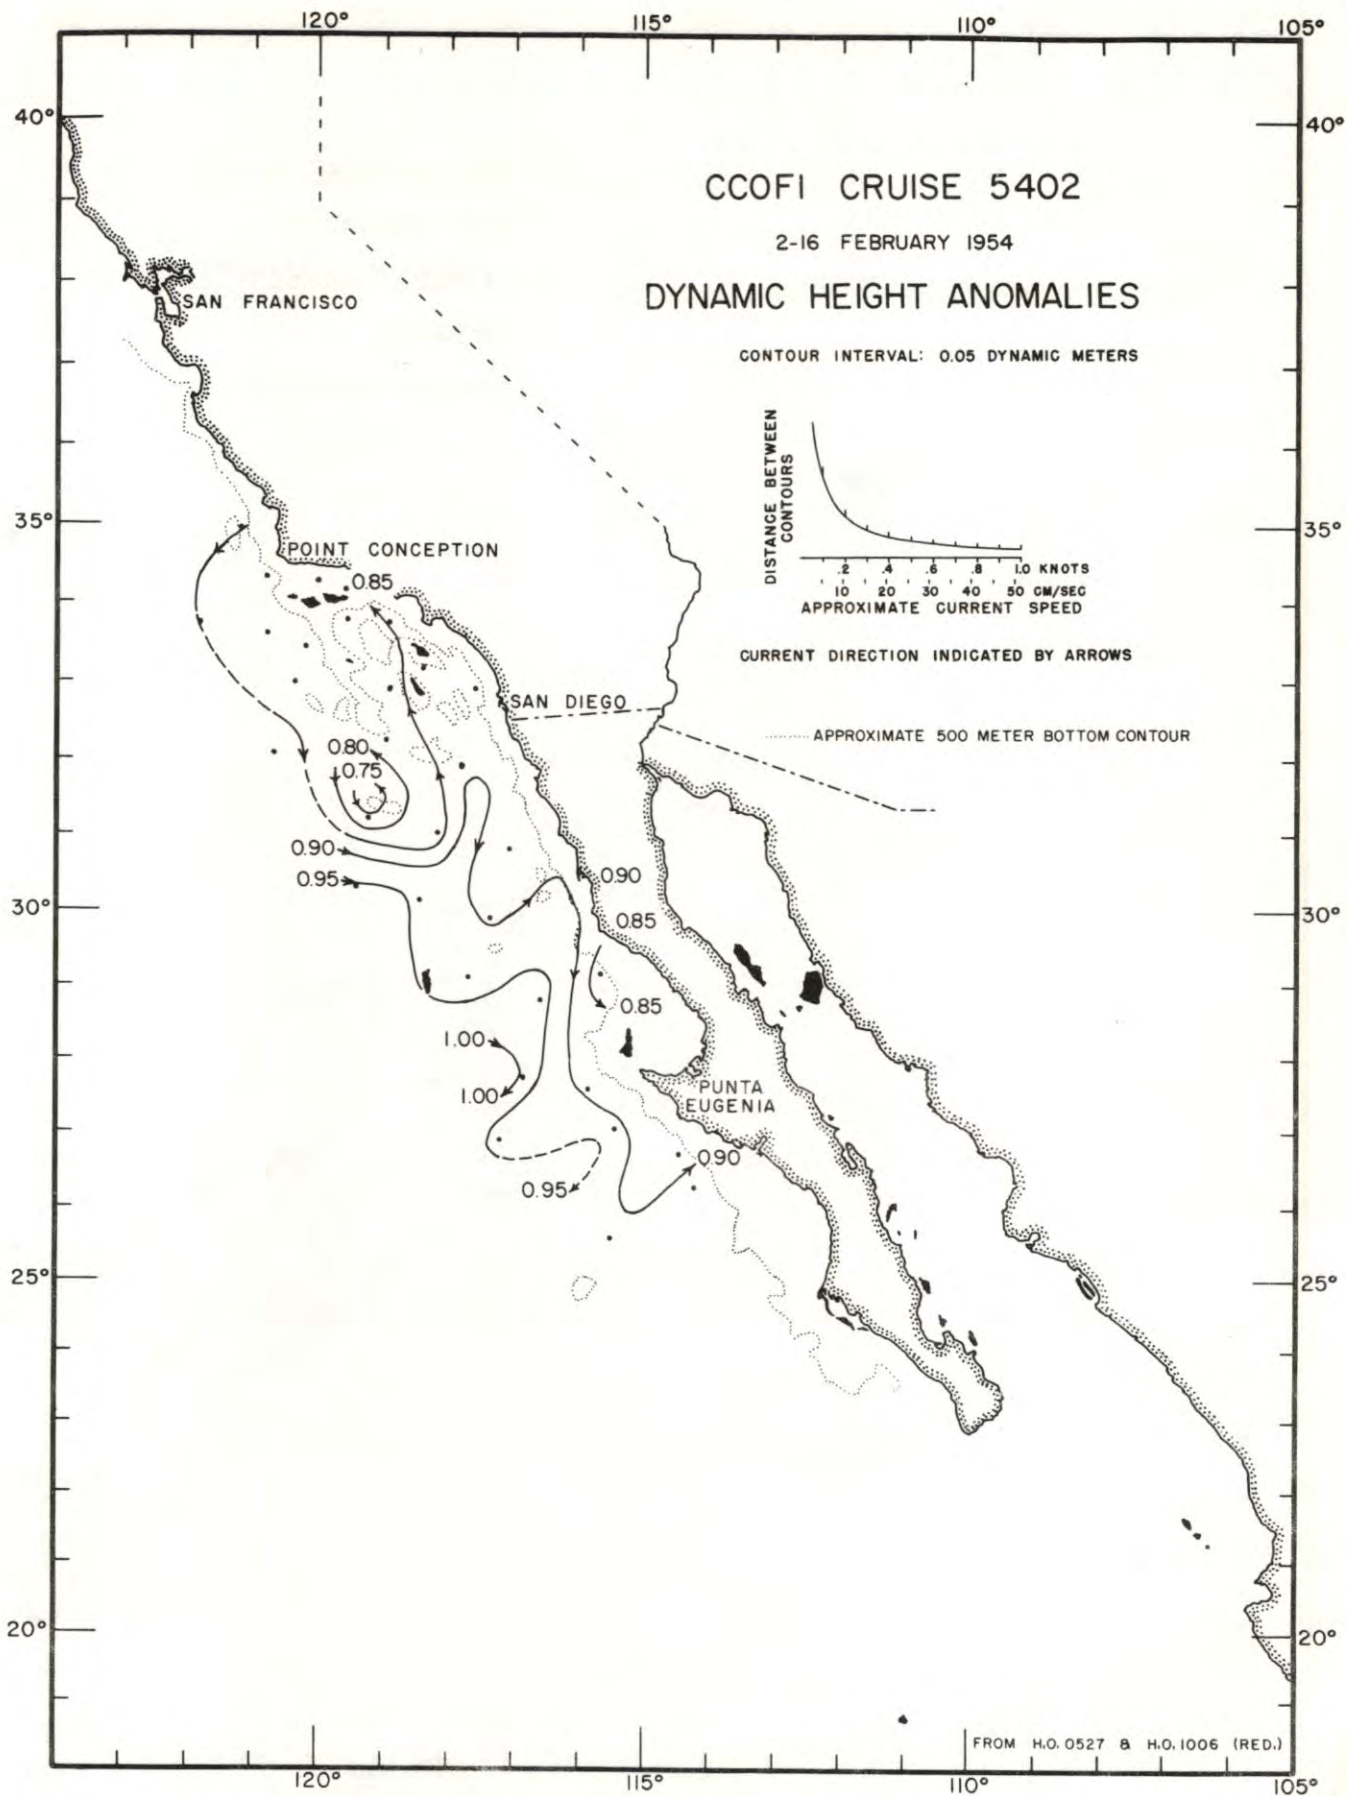 120°
115°
110°
105°
40°
40°
CCOFI CRUISE 5402
2-16 FEBRUARY 1954
DYNAMIC HEIGHT ANOMALIES
SAN FRANCISCO
CONTOUR INTERVAL: 0.05 DYNAMIC METERS
DISTANCE BETWEEN
CONTOURS
.2 .4 .6 .8 1.0 KNOTS
10 20 30 40 50 CM/SEC
APPROXIMATE CURRENT SPEED
35°
35°
POINT CONCEPTION
0.85
CURRENT DIRECTION INDICATED BY ARROWS
SAN DIEGO
APPROXIMATE 500 METER BOTTOM CONTOUR
0.80
0.75
0.90
0.95
0.90
30°
30°
0.85
0.85
1.00
1.00
PUNTA
EUGENIA
0.90
0.95
25°
25°
20°
20°
FROM H.O. 0527 & H.O. 1006 (RED.)
120°
115°
110°
105°